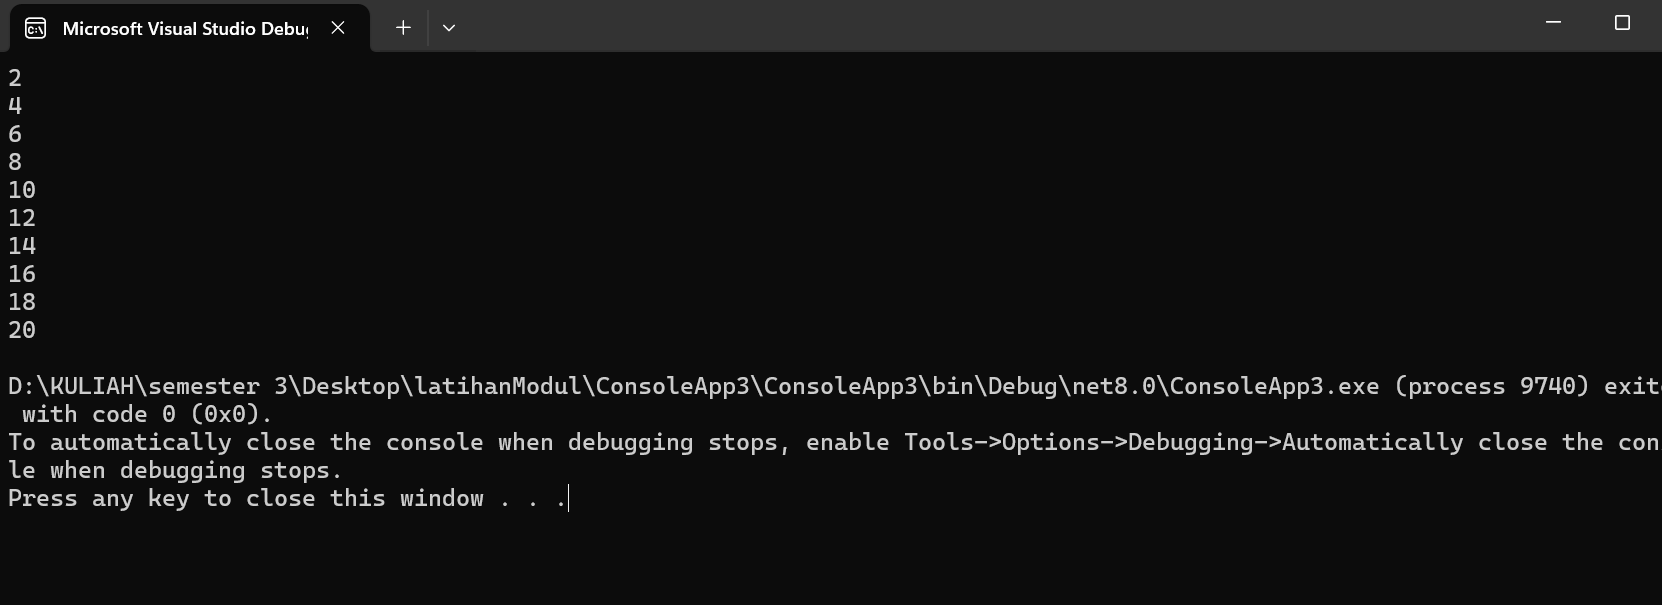 Microsoft Visual Studio
2
4
6
8
10
12
14
16
18
20
D:\KULIAH\semester 3\Desktop\latihanModul\ConsoleApp3\ConsoleApp3\bin\Debug\net8.0\ConsoleApp3.exe (process 9740)
with code 0 (0x0).
To automatically close the console when debugging stops, enable Tools->Options->Debugging->Automatically close the
le when debugging stops.
Press any key to close this window . . .